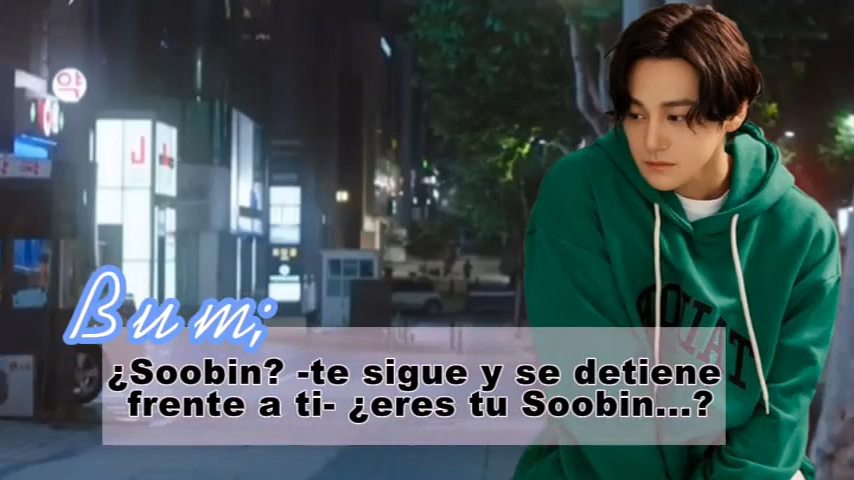 약
J
Bum;
¿Soobin? -te sigue y se detiene
frente a ti- ¿eres tu Soobin...?